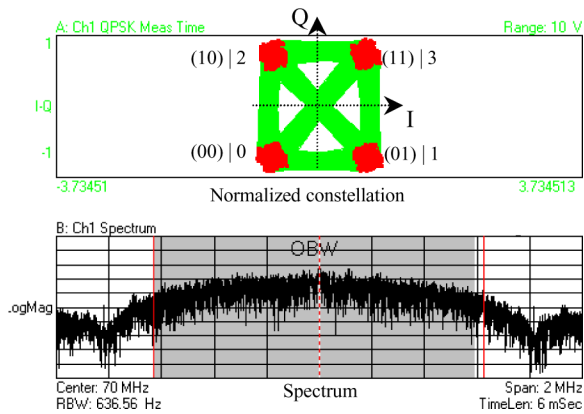 A: Ch1 QPSK Meas Time Range: 10 V
Q
1
(10) | 2 (11) | 3
I-Q
I
(00) | 0 (01) | 1
-1
-3.73451 3.734513
Normalized constellation
B: Ch1 Spectrum
OBW
LogMag
Center: 70 MHz Spectrum Span: 2 MHz
RBW: 636.56 Hz TimeLen: 6 mSec